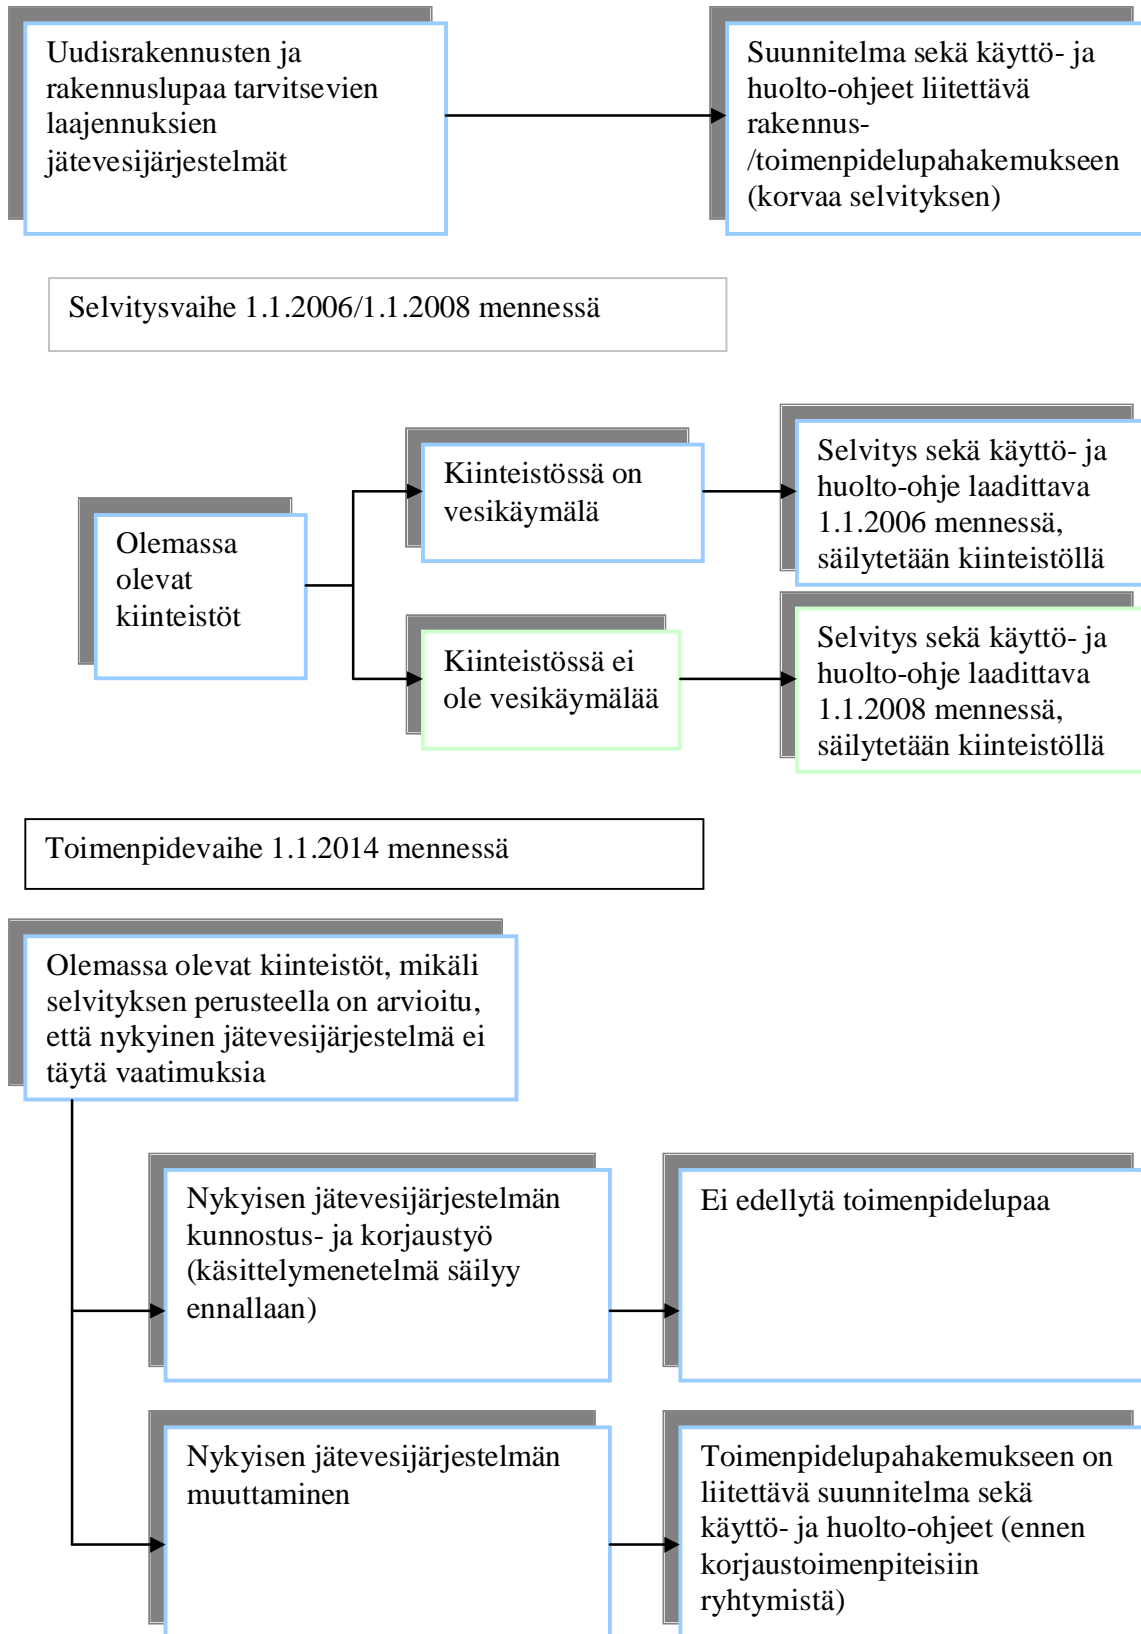 Uudisrakennusten ja
rakennuslupaa tarvitsevien
laajennuksien
jätevesijärjestelmät
Suunnitelma sekä käyttö- ja
huolto-ohjeet liitettävä
rakennus-
/toimenpidelupahakemukseen
(korvaa selvityksen)
Selvitysvaihe 1.1.2006/1.1.2008 mennessä
Olemassa
olevat
kiinteistöt
Kiinteistössä on
vesikäymälä
Selvitys sekä käyttö- ja
huolto-ohje laadittava
1.1.2006 mennessä,
säilytetään kiinteistöllä
Kiinteistössä ei
ole vesikäymälää
Selvitys sekä käyttö- ja
huolto-ohje laadittava
1.1.2008 mennessä,
säilytetään kiinteistöllä
Toimenpidevaihe 1.1.2014 mennessä
Olemassa olevat kiinteistöt, mikäli
selvityksen perusteella on arvioitu,
että nykyinen jätevesijärjestelmä ei
täytä vaatimuksia
Nykyisen jätevesijärjestelmän
kunnostus- ja korjaustyö
(käsittelymenetelmä säilyy
ennallaan)
Ei edellytä toimenpidelupaa
Nykyisen jätevesijärjestelmän
muuttaminen
Toimenpidelupahakemukseen on
liitettävä suunnitelma sekä
käyttö- ja huolto-ohjeet (ennen
korjaustoimenpiteisiin
ryhtymistä)